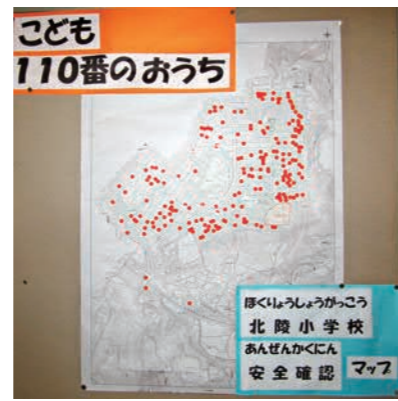 こども
110番のおうち
ほくりょうしょうがっこう
北陵小学校
あんぜんかくにん
安全確認 マップ